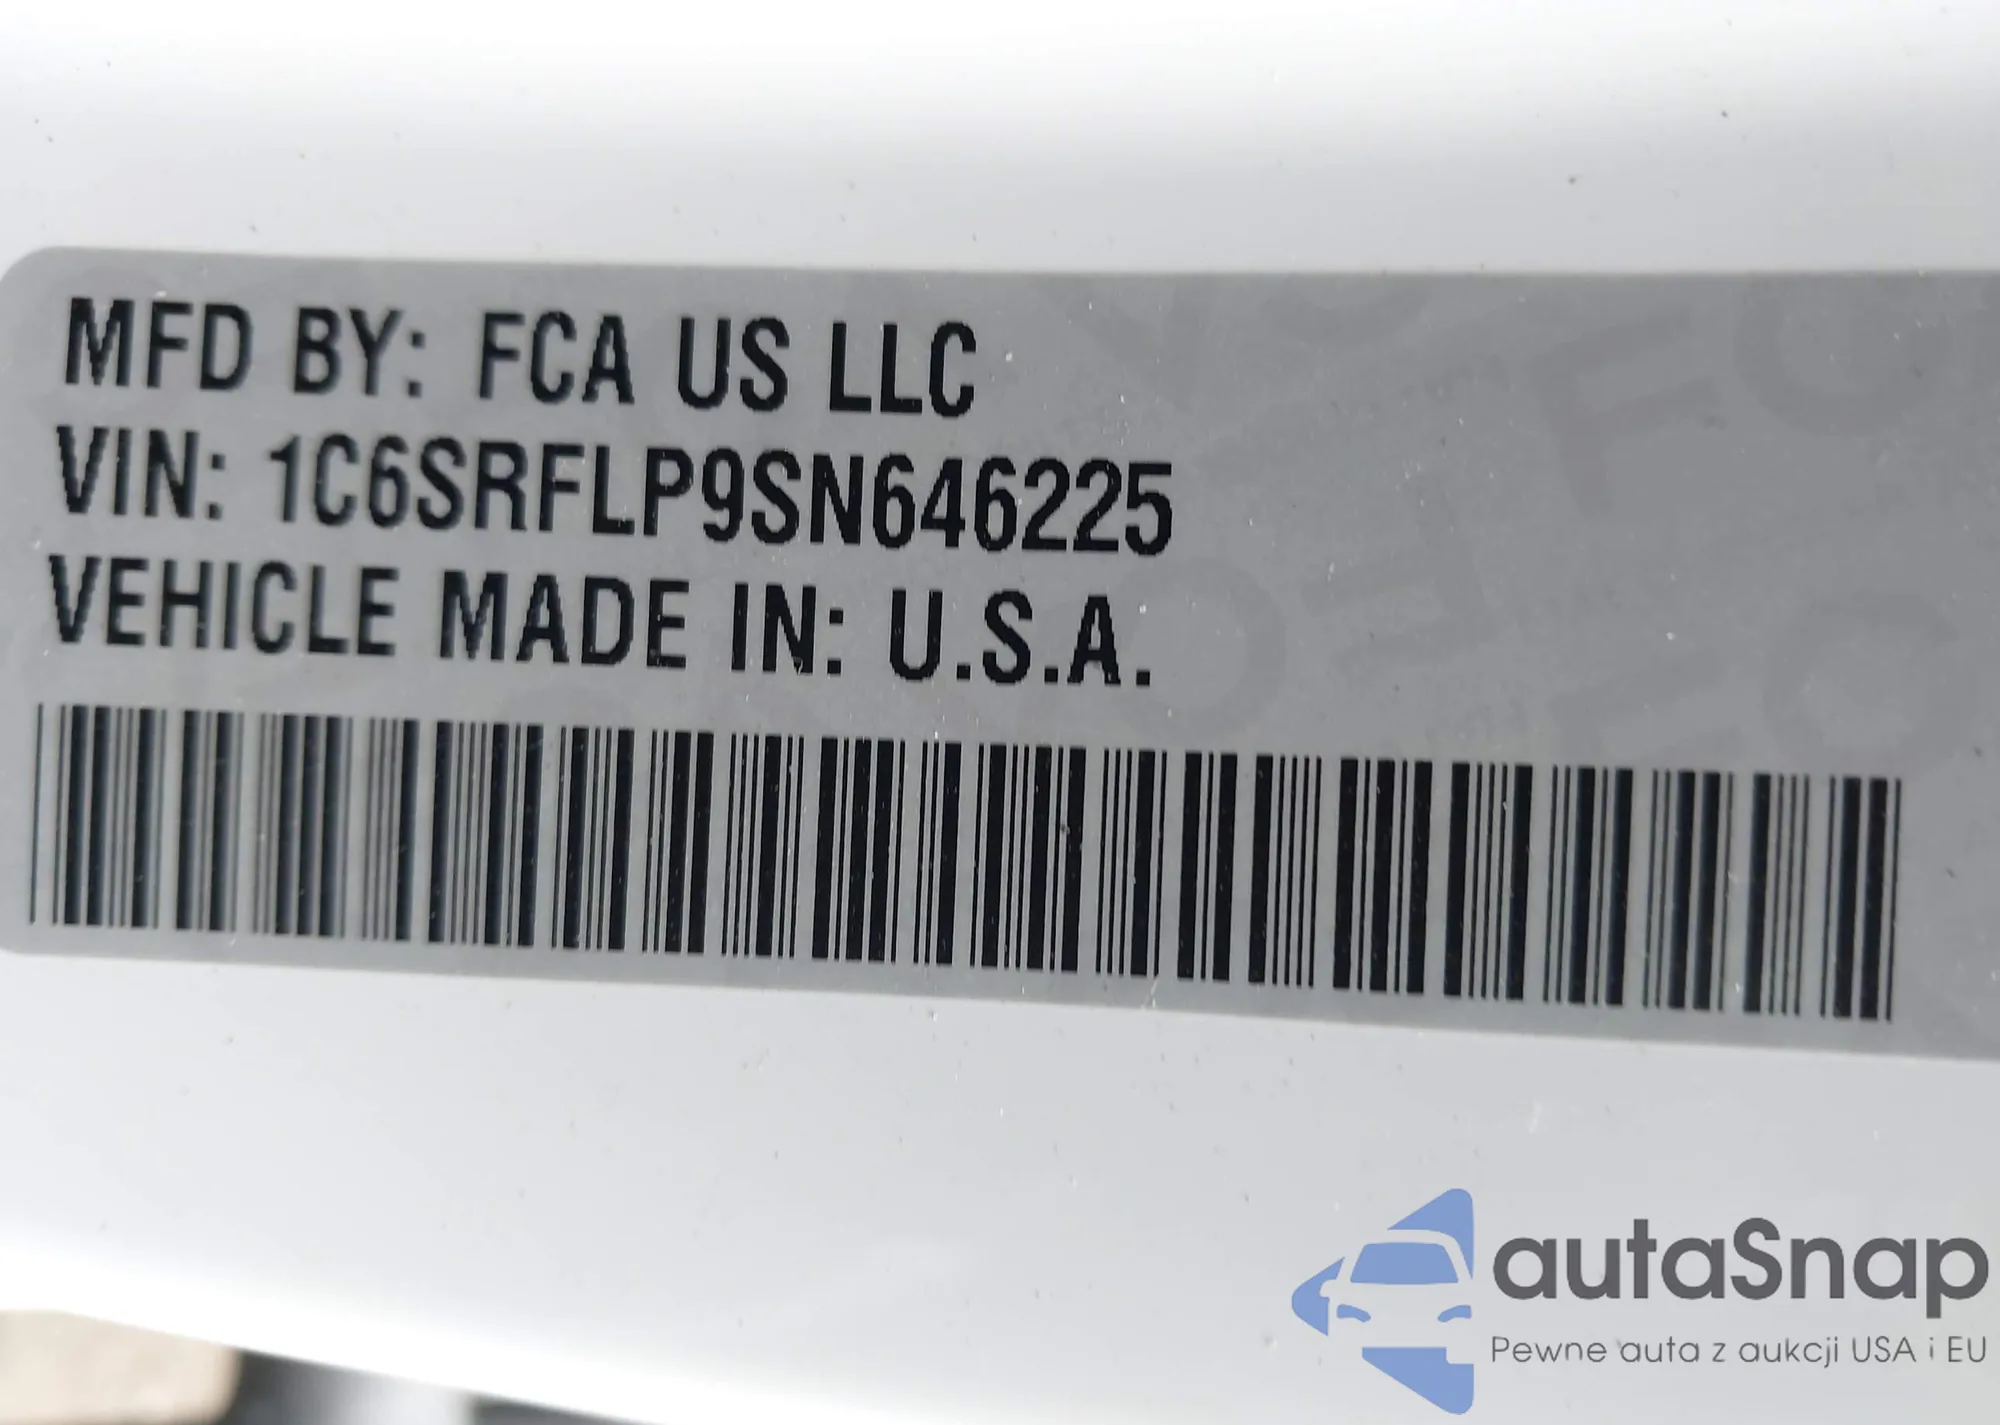 MFD BY: FCA US LLC
VIN: 1C6SRFLP9SN646225
VEHICLE MADE IN: U.S.A.
autaSnap
Pewne auta z aukcji USA i EU